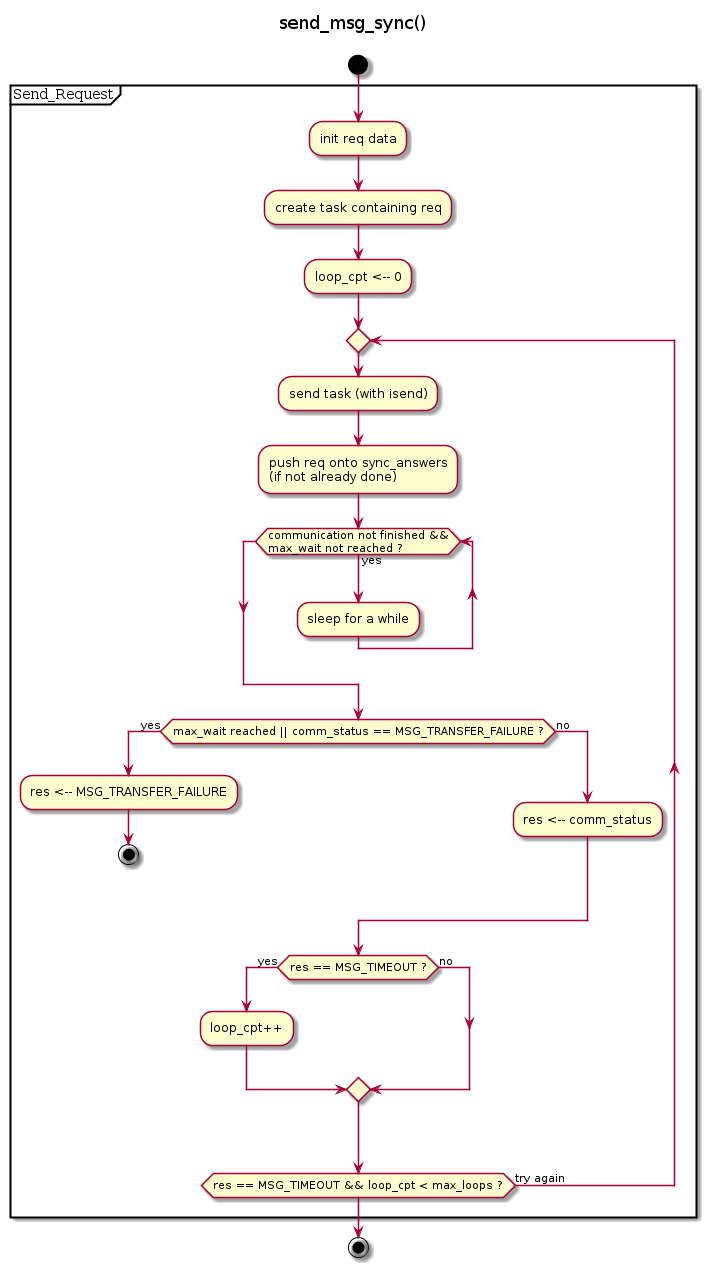 send_msg_sync()
Send_Request
init req data
create task containing req
loop_cpt <-- 0
send task (with isend)
push req onto sync_answers
(if not already done)
communication not finished &&
max_wait not reached ?
yes
sleep for a while
yes
max_wait reached || comm_status == MSG_TRANSFER_FAILURE ?
no
res <-- MSG_TRANSFER_FAILURE
res <-- comm_status
yes
res == MSG_TIMEOUT ?
no
loop_cpt++
res == MSG_TIMEOUT && loop_cpt < max_loops ?
try again